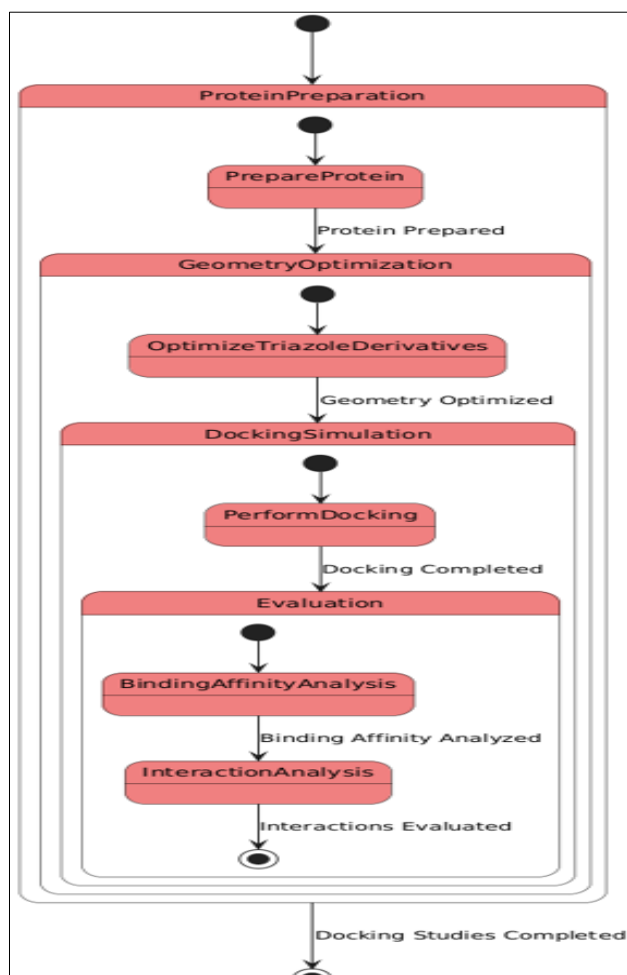 ProteinPreparation
PrepareProtein
Protein Prepared
GeometryOptimization
OptimizeTriazoleDerivatives
Geometry Optimized
DockingSimulation
PerformDocking
Docking Completed
Evaluation
BindingAffinityAnalysis
Binding Affinity Analyzed
InteractionAnalysis
Interactions Evaluated
Docking Studies Completed